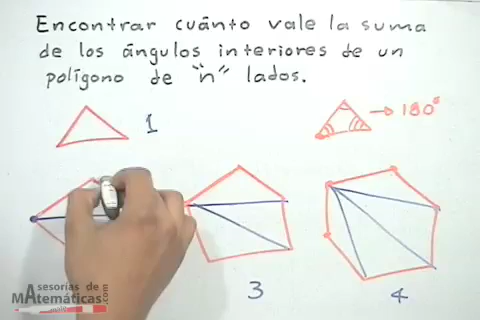 Encontrar cuánto vale la suma
de los ángulos interiores de un
polígono de "n" lados.
1
180°
3
4
Asesorías de
Matemáticas.com